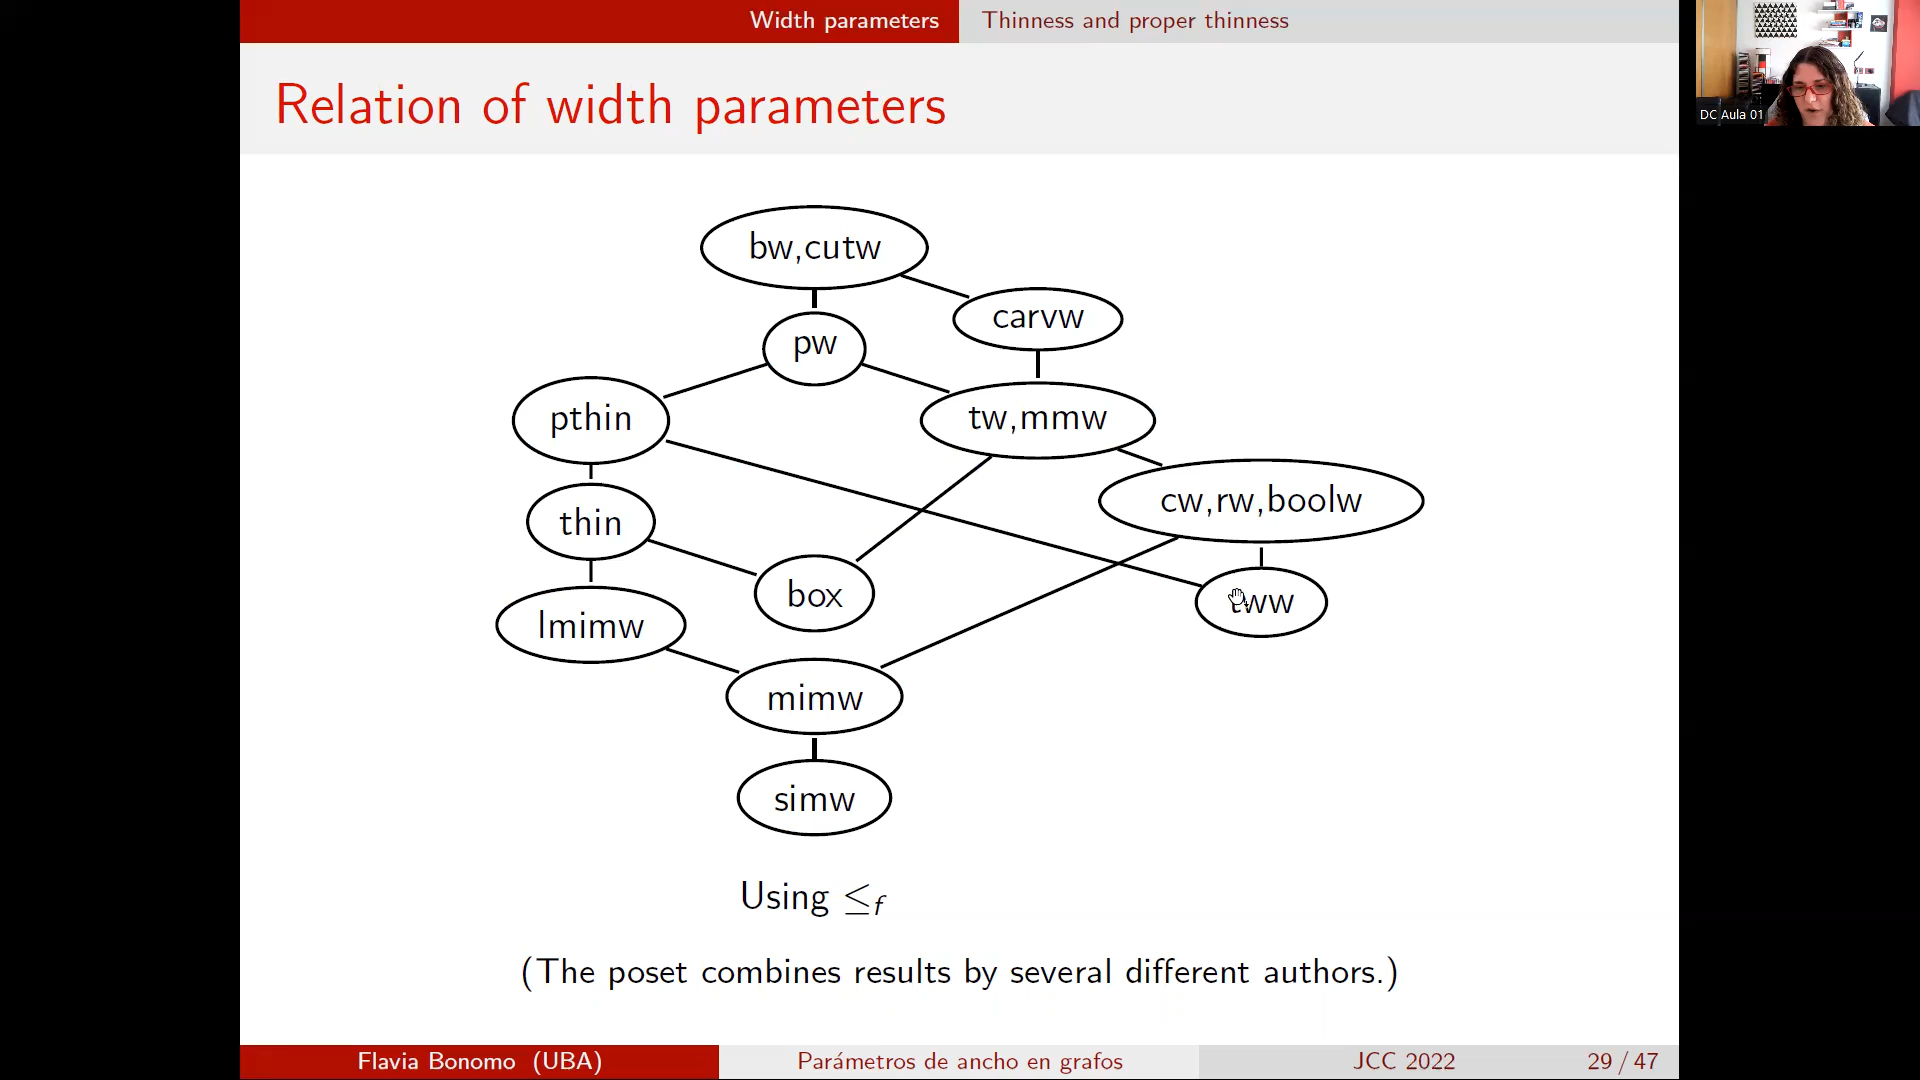 Width parameters Thinness and proper thinness
DC Aula 01
Relation of width parameters
bw,cutw
carvw
pw
pthin
tw,mmw
cw,rw,boolw
thin
box
tww
lmimw
mimw
simw
Using ≤f
(The poset combines results by several different authors.)
Flavia Bonomo (UBA) Parámetros de ancho en grafos JCC 2022 29 / 47